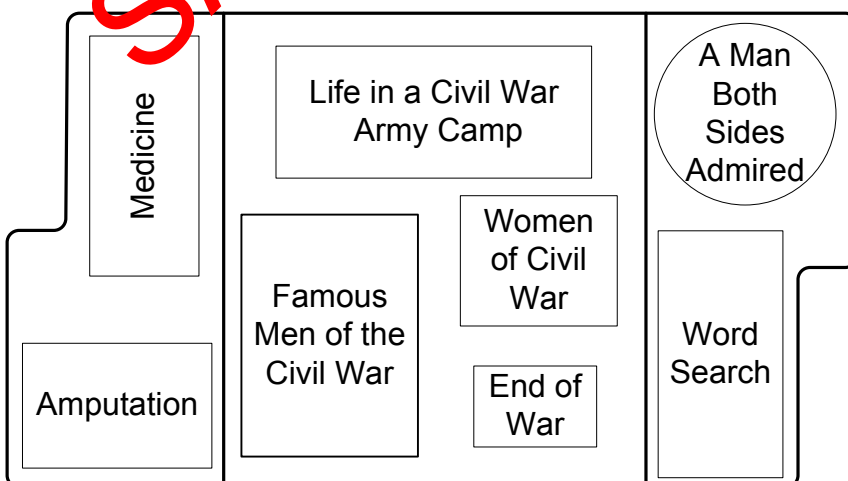 Medicine
Amputation
Life in a Civil War
Army Camp
Famous
Men of the
Civil War
Women
of Civil
War
End of
War
A Man
Both
Sides
Admired
Word
Search